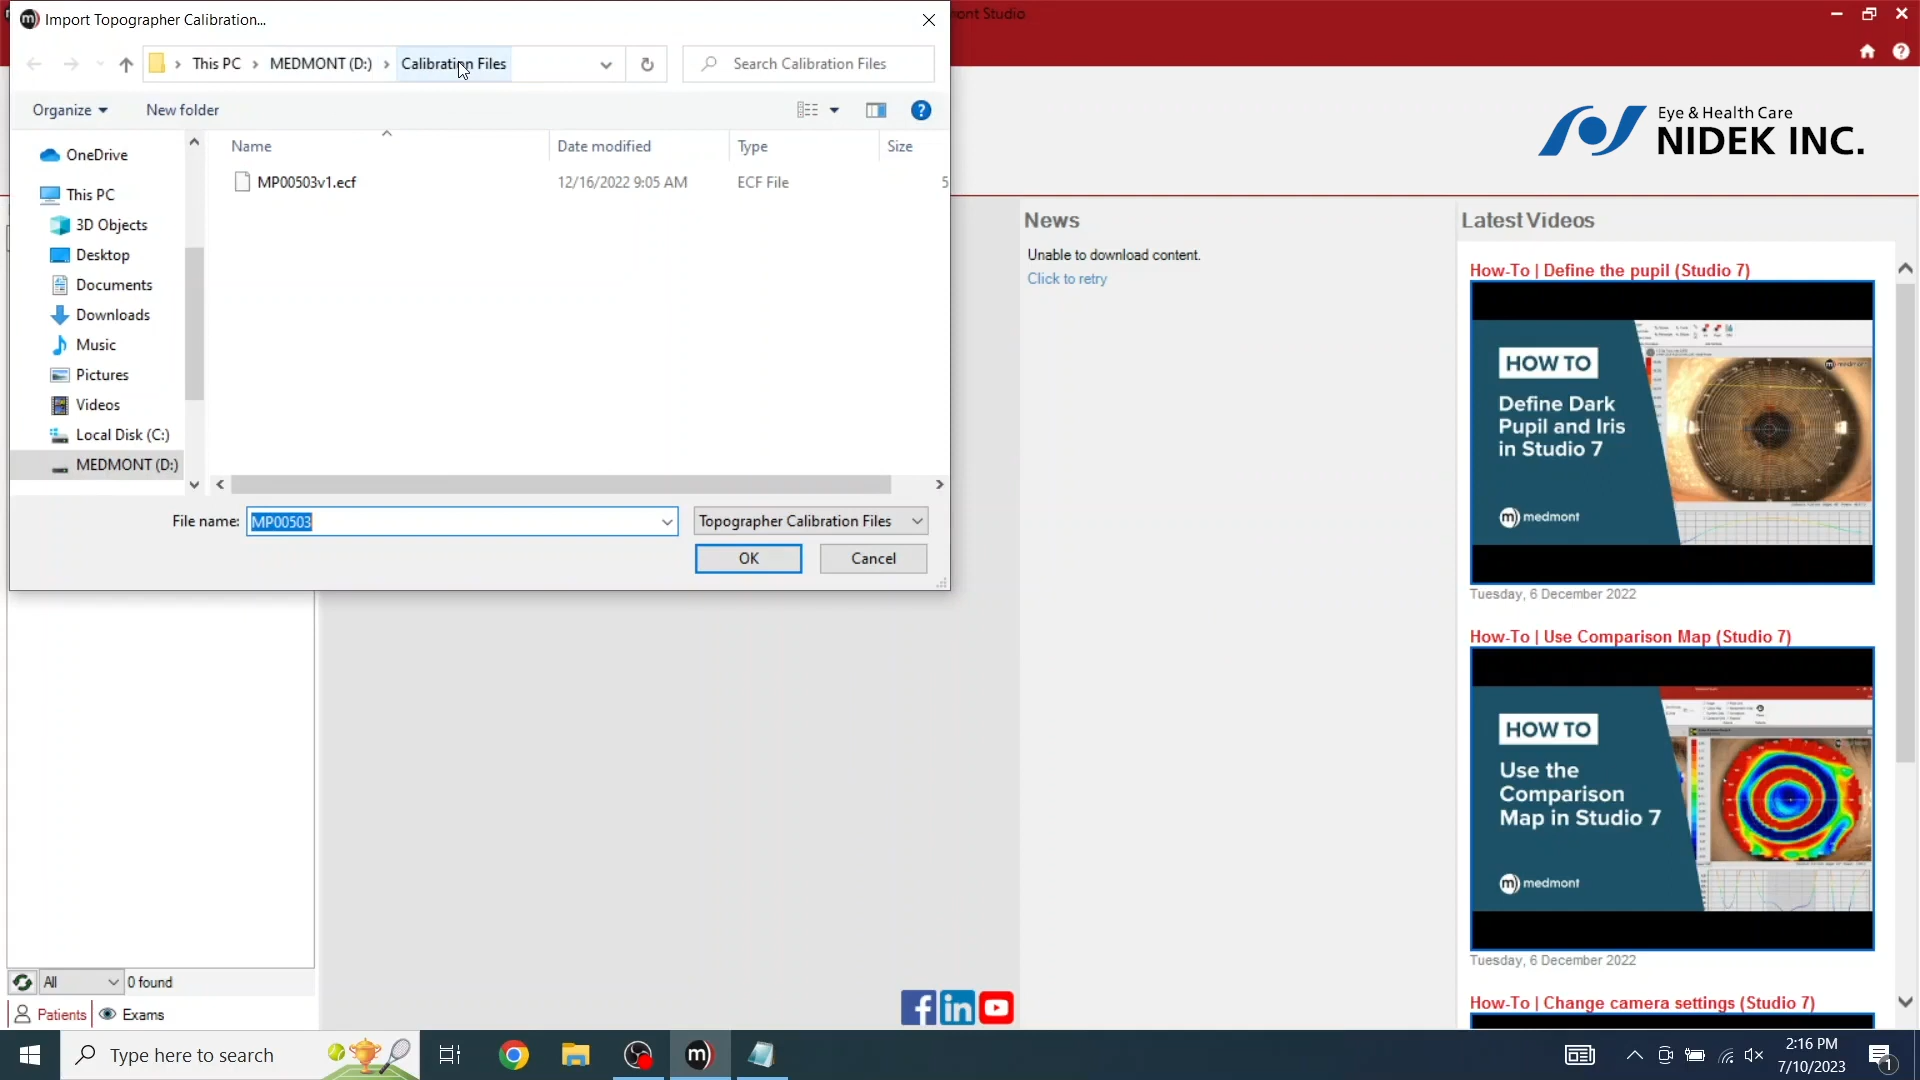 Import Topographer Calibration...
mont Studio
This PC > MEDMONT (D:) > Calibration Files
Search Calibration Files
Organize
New folder
OneDrive
This PC
3D Objects
Desktop
Documents
Downloads
Music
Pictures
Videos
Local Disk (C:)
MEDMONT (D:)
Name
Date modified
Type
Size
MP00503v1.ecf
12/16/2022 9:05 AM
ECF File
5
File name:
MP00503
Topographer Calibration Files
OK
Cancel
Eye & Health Care
NIDEK INC.
News
Unable to download content.
Click to retry
Latest Videos
How-To | Define the pupil (Studio 7)
HOW TO
Define Dark
Pupil and Iris
in Studio 7
m) medmont
Tuesday, 6 December 2022
How-To | Use Comparison Map (Studio 7)
HOW TO
Use the
Comparison
Map in Studio 7
m) medmont
Tuesday, 6 December 2022
How-To | Change camera settings (Studio 7)
All
0 found
Patients
Exams
Type here to search
2:16 PM
7/10/2023
1